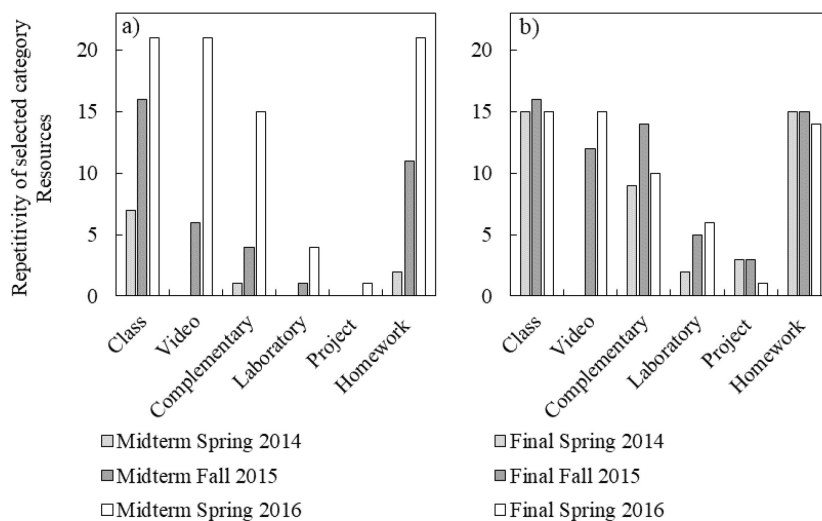 Repetitivity of selected category
Resources
a)
20
15
10
5
0
Class
Video
Complementary
Laboratory
Project
Homework
Midterm Spring 2014
Midterm Fall 2015
Midterm Spring 2016
b)
20
15
10
5
0
Class
Video
Complementary
Laboratory
Project
Homework
Final Spring 2014
Final Fall 2015
Final Spring 2016